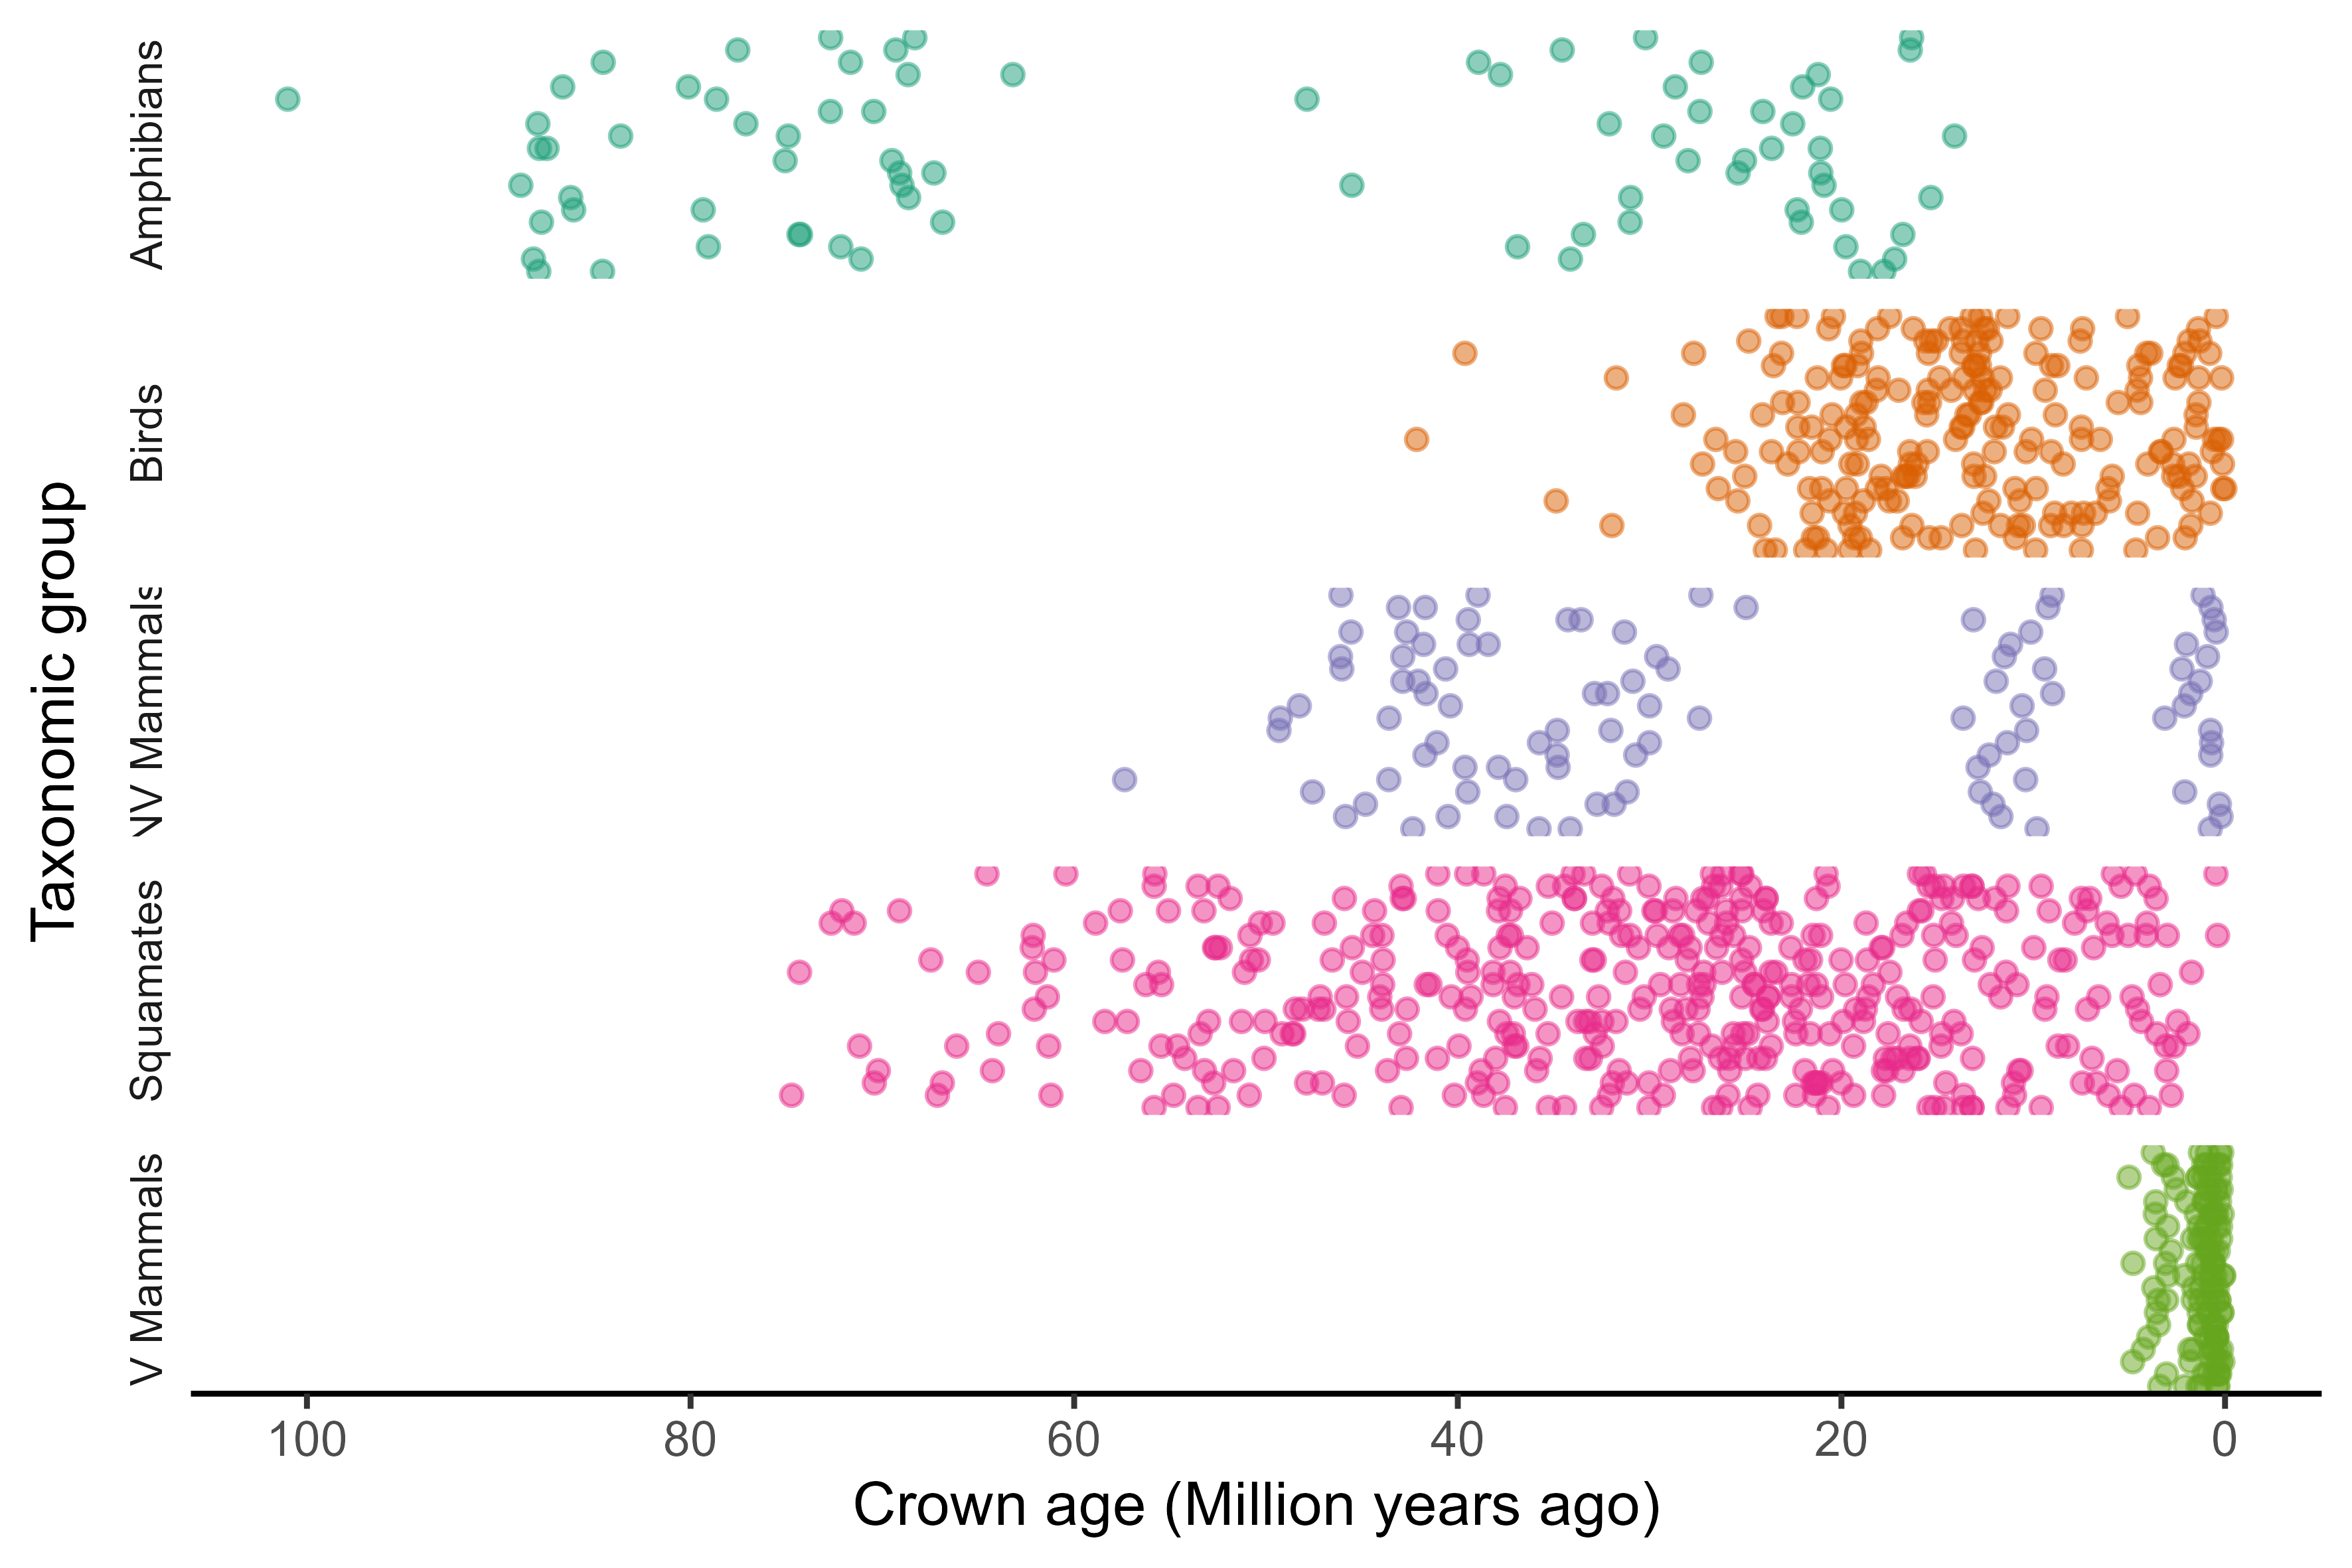 Taxonomic group
Amphibians
Birds
NV Mammals
Squamates
V Mammals
100 80 60 40 20 0
Crown age (Million years ago)